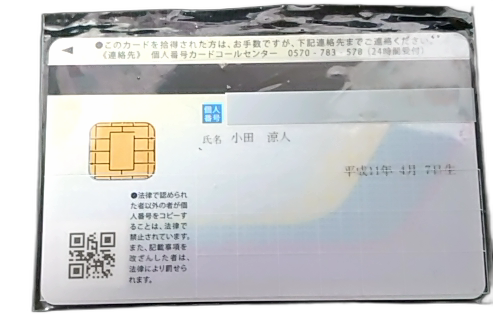 ●このカードを拾得された方は、お手数ですが、下記連絡先までご連絡ください。
《連絡先》 個人番号カードコールセンター 0570-783-578 (24時間受付)
個人
番号
氏名 小田 涼人
平成11年 4月 7日生
●法律で認められ
た者以外の者が個
人番号をコピーす
ることは、法律で
禁止されています。
また、記載事項を
改ざんした者は、
法律により罰せら
れます。